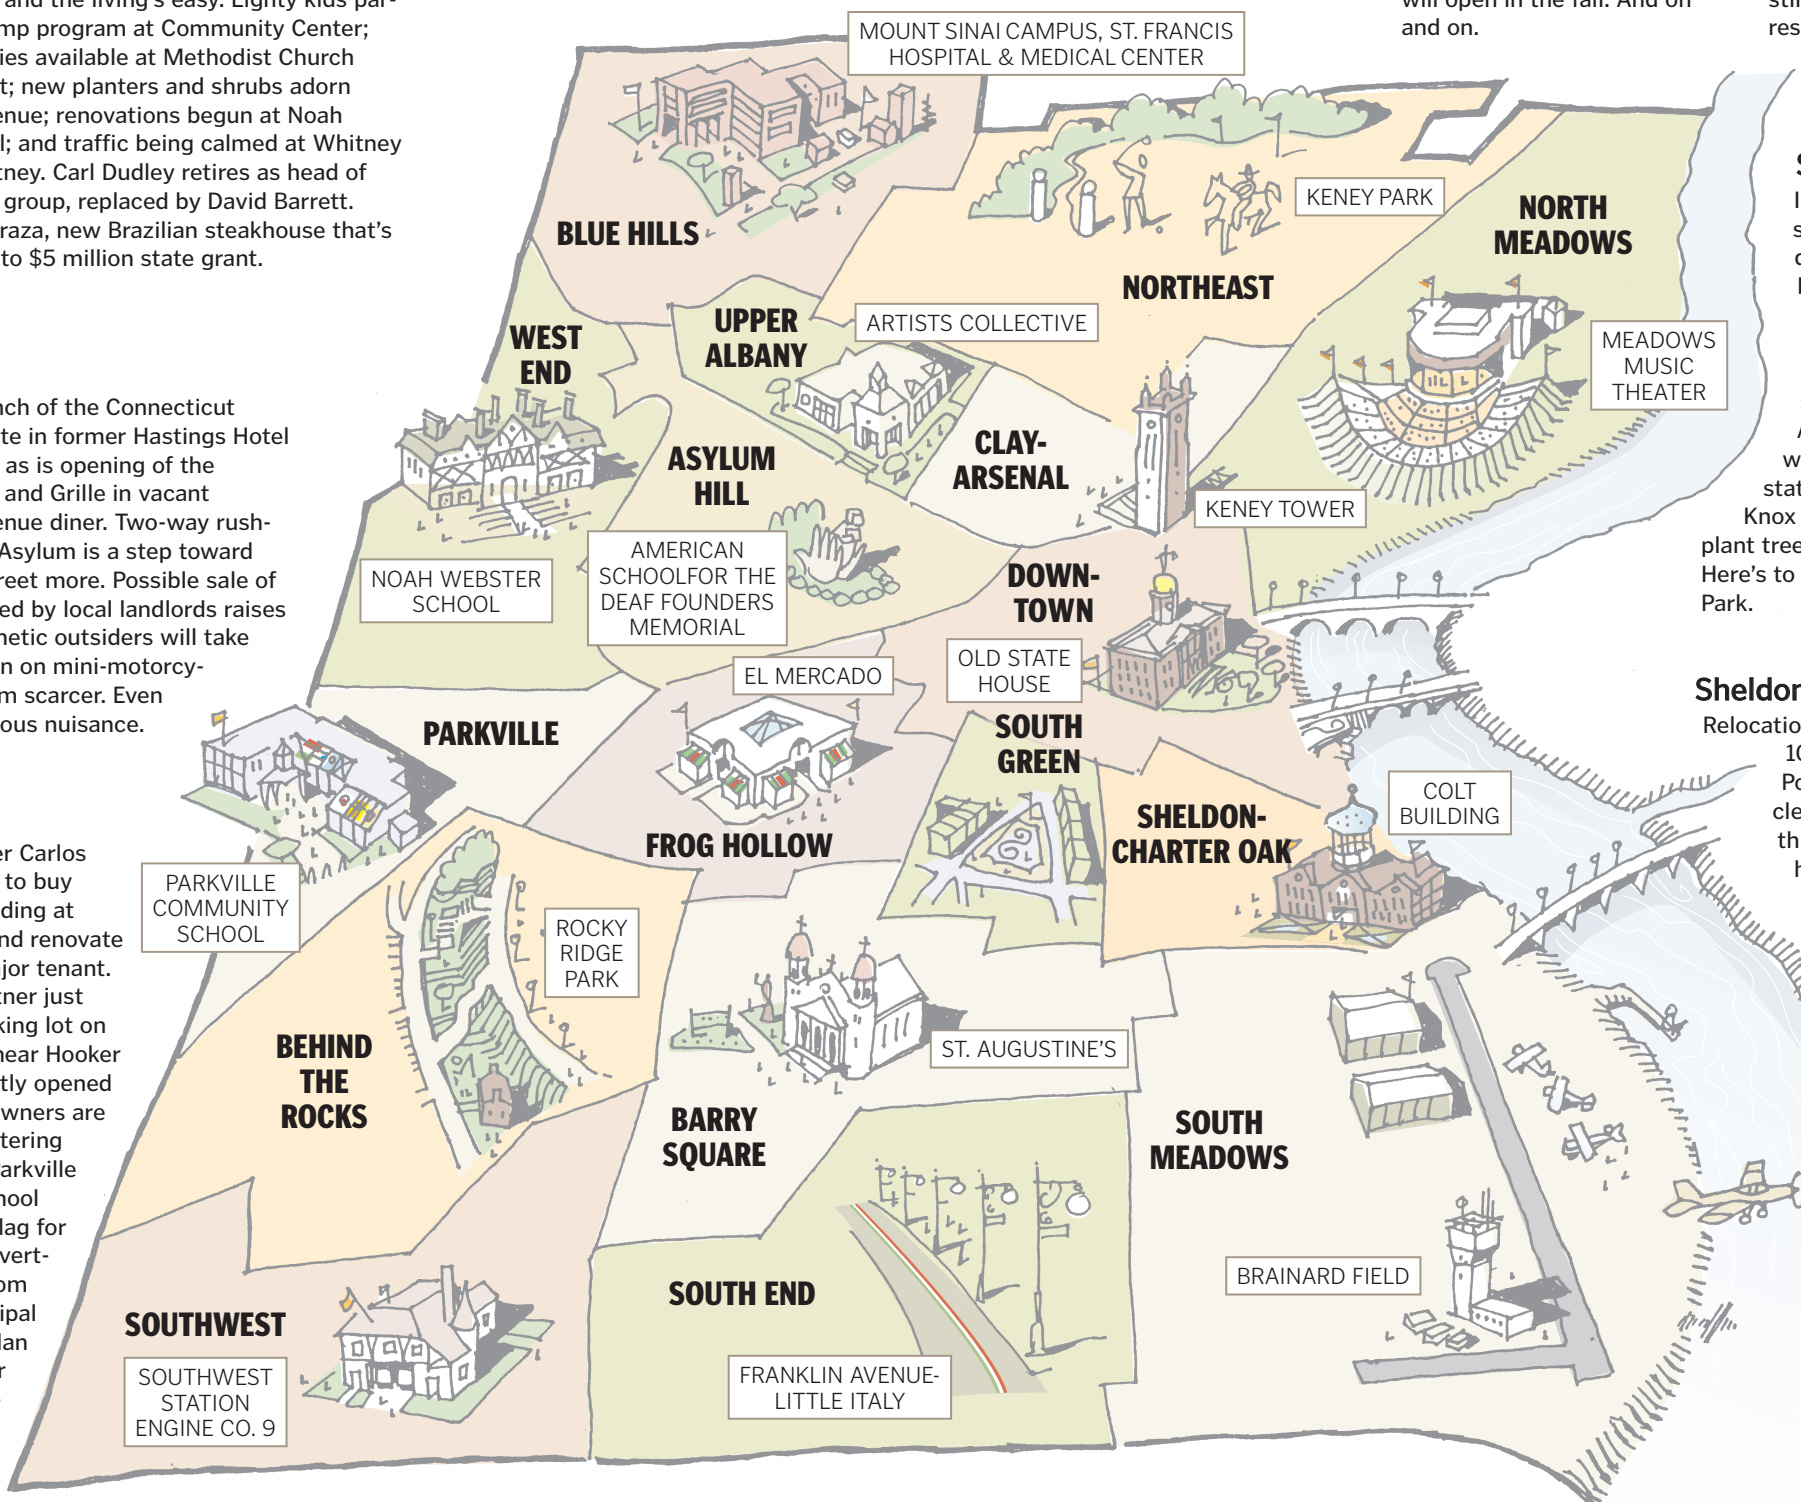 and the living's easy. Eighty kids par-
mp program at Community Center;
ies available at Methodist Church
t; new planters and shrubs adorn
enue; renovations begun at Noah
l; and traffic being calmed at Whitney
tney. Carl Dudley retires as head of
group, replaced by David Barrett.
raza, new Brazilian steakhouse that's
to $5 million state grant.
nch of the Connecticut
te in former Hastings Hotel
as is opening of the
and Grille in vacant
enue diner. Two-way rush-
Asylum is a step toward
reet more. Possible sale of
ed by local landlords raises
netic outsiders will take
n on mini-motorcy-
m scarcer. Even
ous nuisance.
er Carlos
to buy
ding at
nd renovate
jor tenant.
tner just
king lot on
near Hooker
tly opened
wners are
tering
Parkville
hool
lag for
vert-
om
ipal
lan
r
will open in the fall. And on
and on.
still
res
S
I
s
c
A
w
stat
Knox
plant tree
Here's to
Park.
Sheldon
Relocatio
10
Po
cle
th
h
MOUNT SINAI CAMPUS, ST. FRANCIS
HOSPITAL & MEDICAL CENTER
BLUE HILLS
KENEY PARK
NORTH
MEADOWS
NORTHEAST
WEST
END
UPPER
ALBANY
ARTISTS COLLECTIVE
MEADOWS
MUSIC
THEATER
ASYLUM
HILL
CLAY-
ARSENAL
KENEY TOWER
NOAH WEBSTER
SCHOOL
AMERICAN
SCHOOLFOR THE
DEAF FOUNDERS
MEMORIAL
DOWN-
TOWN
OLD STATE
HOUSE
EL MERCADO
PARKVILLE
SOUTH
GREEN
FROG HOLLOW
SHELDON-
CHARTER OAK
COLT
BUILDING
PARKVILLE
COMMUNITY
SCHOOL
ROCKY
RIDGE
PARK
BEHIND
THE
ROCKS
ST. AUGUSTINE'S
BARRY
SQUARE
SOUTH
MEADOWS
BRAINARD FIELD
SOUTH END
SOUTHWEST
SOUTHWEST
STATION
ENGINE CO. 9
FRANKLIN AVENUE-
LITTLE ITALY